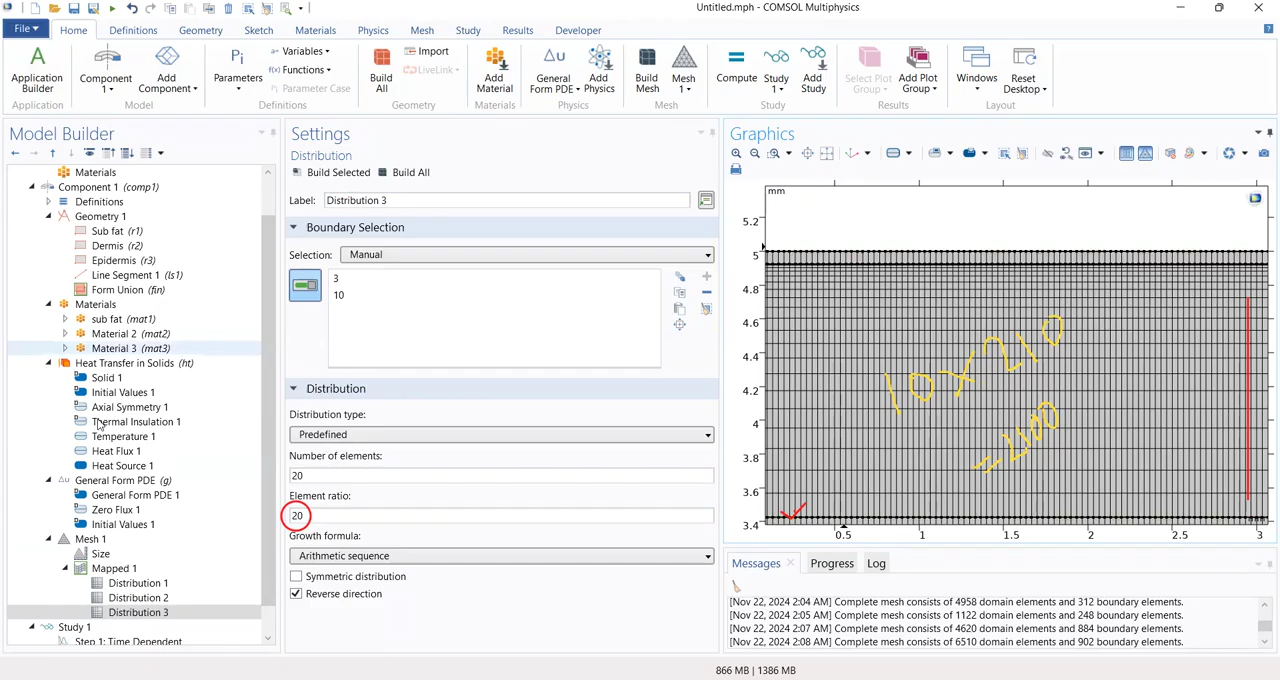 Untitled.mph - COMSOL Multiphysics
File
Home
Definitions
Geometry
Sketch
Materials
Physics
Mesh
Study
Results
Developer
Application Builder
Application
Component 1
Add Component
Model
Pi
Parameters
a= Variables
f(x) Functions
Parameter Case
Definitions
Build All
Import
LiveLink
Geometry
Add Material
Materials
General Form PDE
Add Physics
Physics
Build Mesh
Mesh 1
Mesh
Compute
Study 1
Add Study
Study
Select Plot Group
Add Plot Group
Results
Windows
Reset Desktop
Layout
Model Builder
Materials
Component 1 (comp1)
Definitions
Geometry 1
Sub fat (r1)
Dermis (r2)
Epidermis (r3)
Line Segment 1 (ls1)
Form Union (fin)
Materials
sub fat (mat1)
Material 2 (mat2)
Material 3 (mat3)
Heat Transfer in Solids (ht)
Solid 1
Initial Values 1
Axial Symmetry 1
Thermal Insulation 1
Temperature 1
Heat Flux 1
Heat Source 1
General Form PDE (g)
General Form PDE 1
Zero Flux 1
Initial Values 1
Mesh 1
Size
Mapped 1
Distribution 1
Distribution 2
Distribution 3
Study 1
Step 1: Time Dependent
Settings
Distribution
Build Selected
Build All
Label: Distribution 3
Boundary Selection
Selection: Manual
3
10
Distribution
Distribution type:
Predefined
Number of elements:
20
Element ratio:
20
Growth formula:
Arithmetic sequence
Symmetric distribution
Reverse direction
Graphics
mm
5.2
5
4.8
4.6
4.4
4.2
4
3.8
3.6
3.4
0.5
1
1.5
2
2.5
3
Messages
Progress
Log
[Nov 22, 2024 2:04 AM] Complete mesh consists of 4958 domain elements and 312 boundary elements.
[Nov 22, 2024 2:05 AM] Complete mesh consists of 1122 domain elements and 248 boundary elements.
[Nov 22, 2024 2:07 AM] Complete mesh consists of 4620 domain elements and 884 boundary elements.
[Nov 22, 2024 2:08 AM] Complete mesh consists of 6510 domain elements and 902 boundary elements.
866 MB | 1386 MB